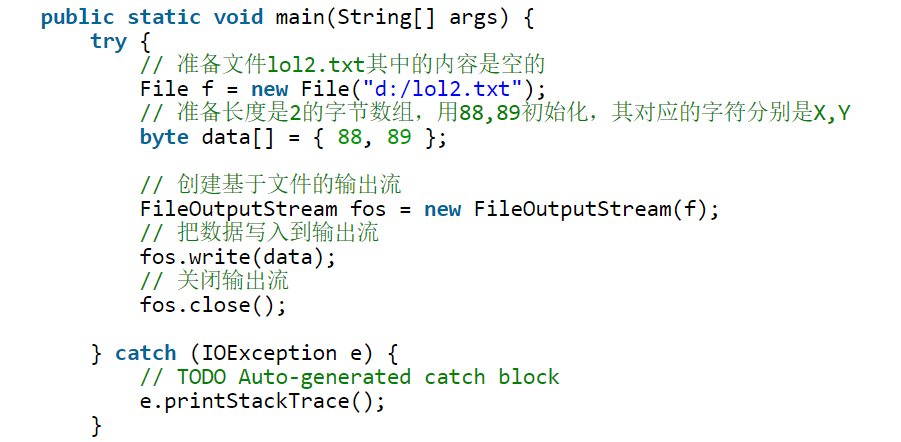 public static void main(String[] args) {
try {
// 准备文件lol2.txt其中的内容是空的
File f = new File("d:/lol2.txt");
// 准备长度是2的字节数组，用88,89初始化，其对应的字符分别是X,Y
byte data[] = { 88, 89 };
// 创建基于文件的输出流
FileOutputStream fos = new FileOutputStream(f);
// 把数据写入到输出流
fos.write(data);
// 关闭输出流
fos.close();
} catch (IOException e) {
// TODO Auto-generated catch block
e.printStackTrace();
}